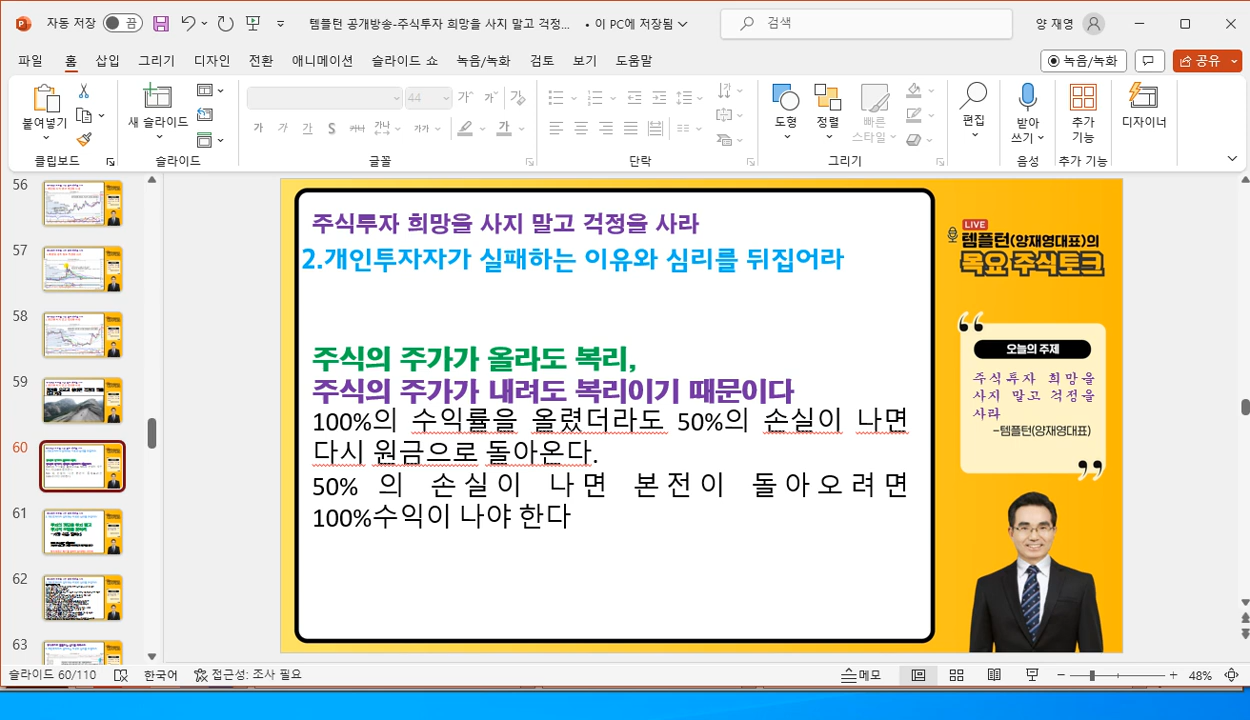 자동 저장 끔
템플턴 공개방송-주식투자 희망을 사지 말고 걱정... • 이 PC에 저장됨
검색
양 재영
파일 홈 삽입 그리기 디자인 전환 애니메이션 슬라이드 쇼 녹음/녹화 검토 보기 도움말
녹음/녹화
공유
붙여넣기
새 슬라이드
44
가 가 가 S 가나 가나 가가 가
도형
정렬
빠른
스타일
편집
받아
쓰기
추가
기능
디자이너
클립보드
슬라이드
글꼴
단락
그리기
음성
추가 기능
56
57
58
59
60
61
62
63
주식투자 희망을 사지 말고 걱정을 사라
2.개인투자자가 실패하는 이유와 심리를 뒤집어라
주식의 주가가 올라도 복리,
주식의 주가가 내려도 복리이기 때문이다
100%의 수익률을 올렸더라도 50%의 손실이 나면
다시 원금으로 돌아온다.
50% 의 손실이 나면 본전이 돌아오려면
100%수익이 나야 한다
LIVE
템플턴(양재영대표)의
목요 주식토크
오늘의 주제
주식투자 희망을
사지 말고 걱정을
사라
-템플턴(양재영대표)
슬라이드 60/110
한국어
접근성: 조사 필요
메모
48%